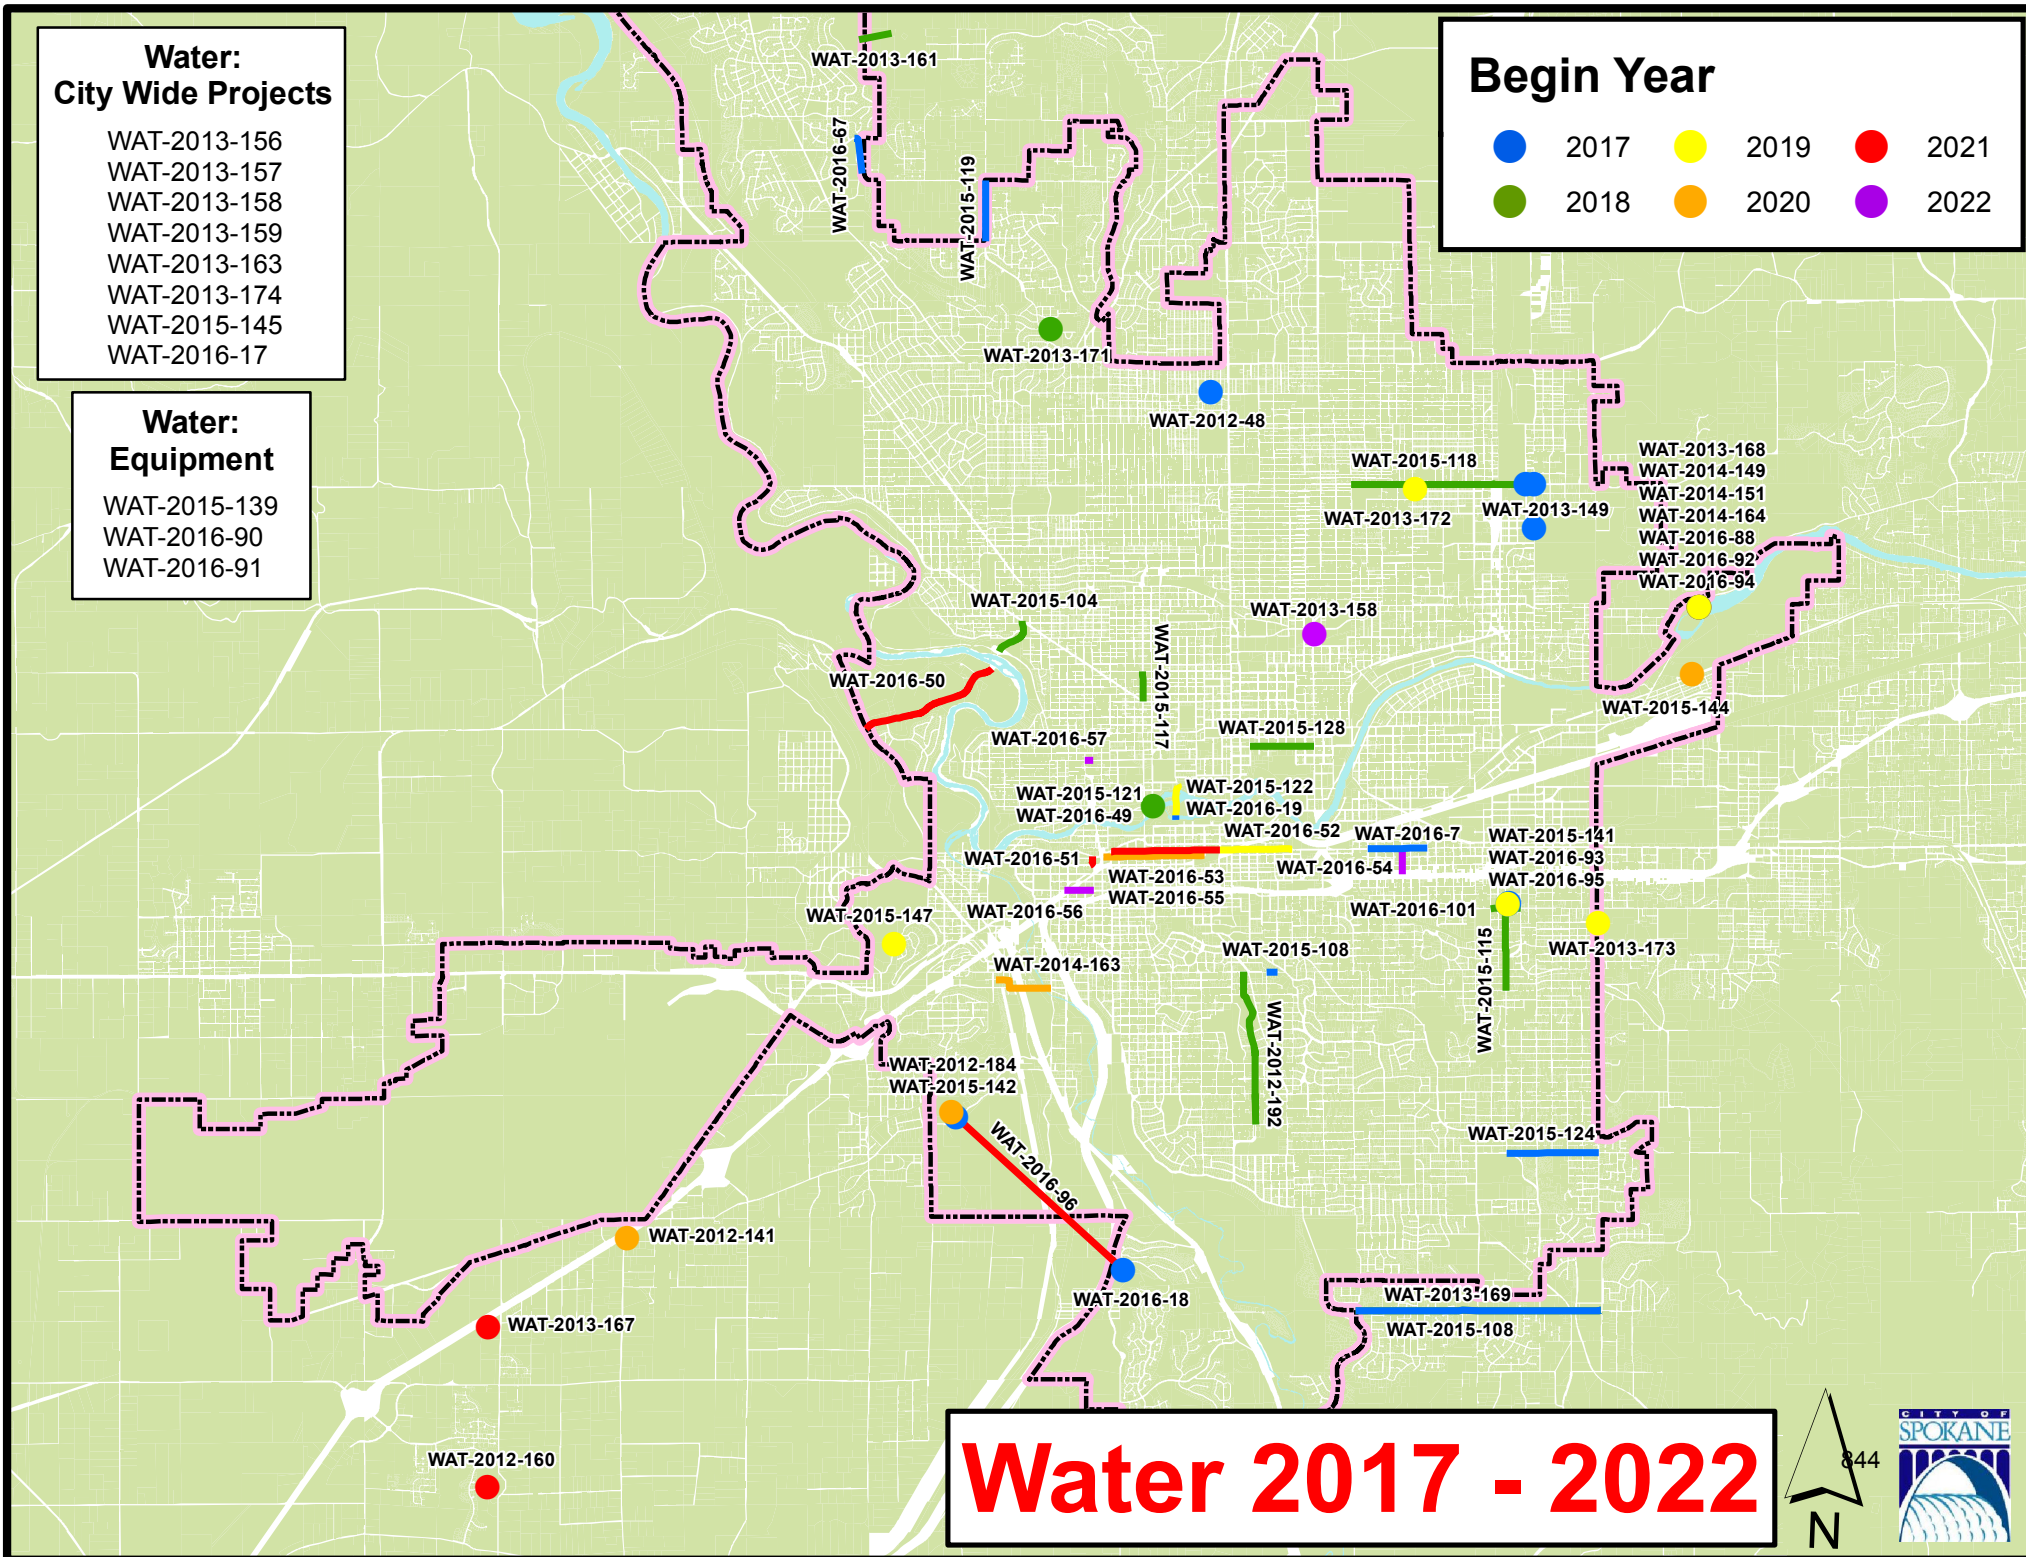 Water:
City Wide Projects
WAT-2013-156
WAT-2013-157
WAT-2013-158
WAT-2013-159
WAT-2013-163
WAT-2013-174
WAT-2015-145
WAT-2016-17
Water:
Equipment
WAT-2015-139
WAT-2016-90
WAT-2016-91
Begin Year
2017 2019 2021
2018 2020 2022
WAT-2013-161
WAT-2016-67
WAT-2015-119
WAT-2013-171
WAT-2012-48
WAT-2015-118
WAT-2013-172
WAT-2013-149
WAT-2013-168
WAT-2014-149
WAT-2014-151
WAT-2014-164
WAT-2016-88
WAT-2016-92
WAT-2016-94
WAT-2015-104
WAT-2013-158
WAT-2016-50
WAT-2015-117
WAT-2015-144
WAT-2016-57
WAT-2015-128
WAT-2015-121
WAT-2016-49
WAT-2015-122
WAT-2016-19
WAT-2016-52
WAT-2016-7
WAT-2015-141
WAT-2016-93
WAT-2016-95
WAT-2016-51
WAT-2016-53
WAT-2016-55
WAT-2016-54
WAT-2016-56
WAT-2016-101
WAT-2015-147
WAT-2015-115
WAT-2013-173
WAT-2014-163
WAT-2015-108
WAT-2012-192
WAT-2012-184
WAT-2015-142
WAT-2016-96
WAT-2015-124
WAT-2012-141
WAT-2016-18
WAT-2013-169
WAT-2015-108
WAT-2013-167
WAT-2012-160
Water 2017 - 2022
844
N
CITY OF
SPOKANE